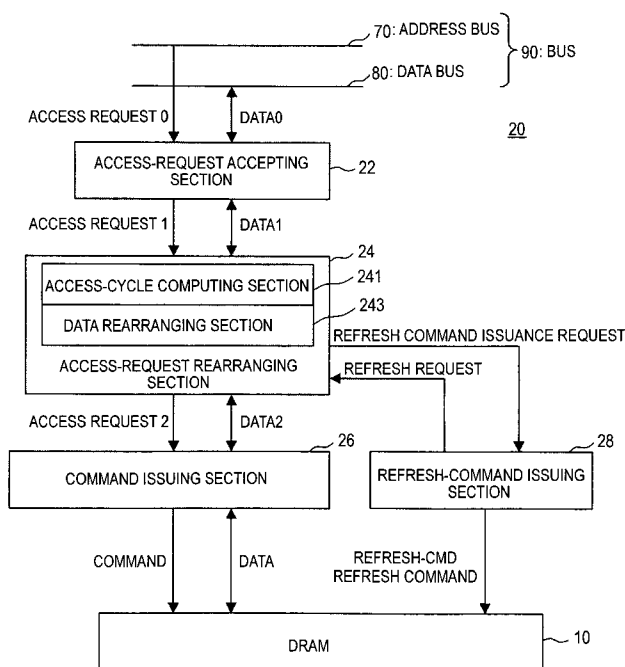 70: ADDRESS BUS
90: BUS
80: DATA BUS
ACCESS REQUEST 0
DATA0
20
ACCESS-REQUEST ACCEPTING
SECTION
22
ACCESS REQUEST 1
DATA1
24
ACCESS-CYCLE COMPUTING SECTION
241
DATA REARRANGING SECTION
243
ACCESS-REQUEST REARRANGING
SECTION
REFRESH COMMAND ISSUANCE REQUEST
REFRESH REQUEST
ACCESS REQUEST 2
DATA2
26
28
COMMAND ISSUING SECTION
REFRESH-COMMAND ISSUING
SECTION
COMMAND
DATA
REFRESH-CMD
REFRESH COMMAND
DRAM
10